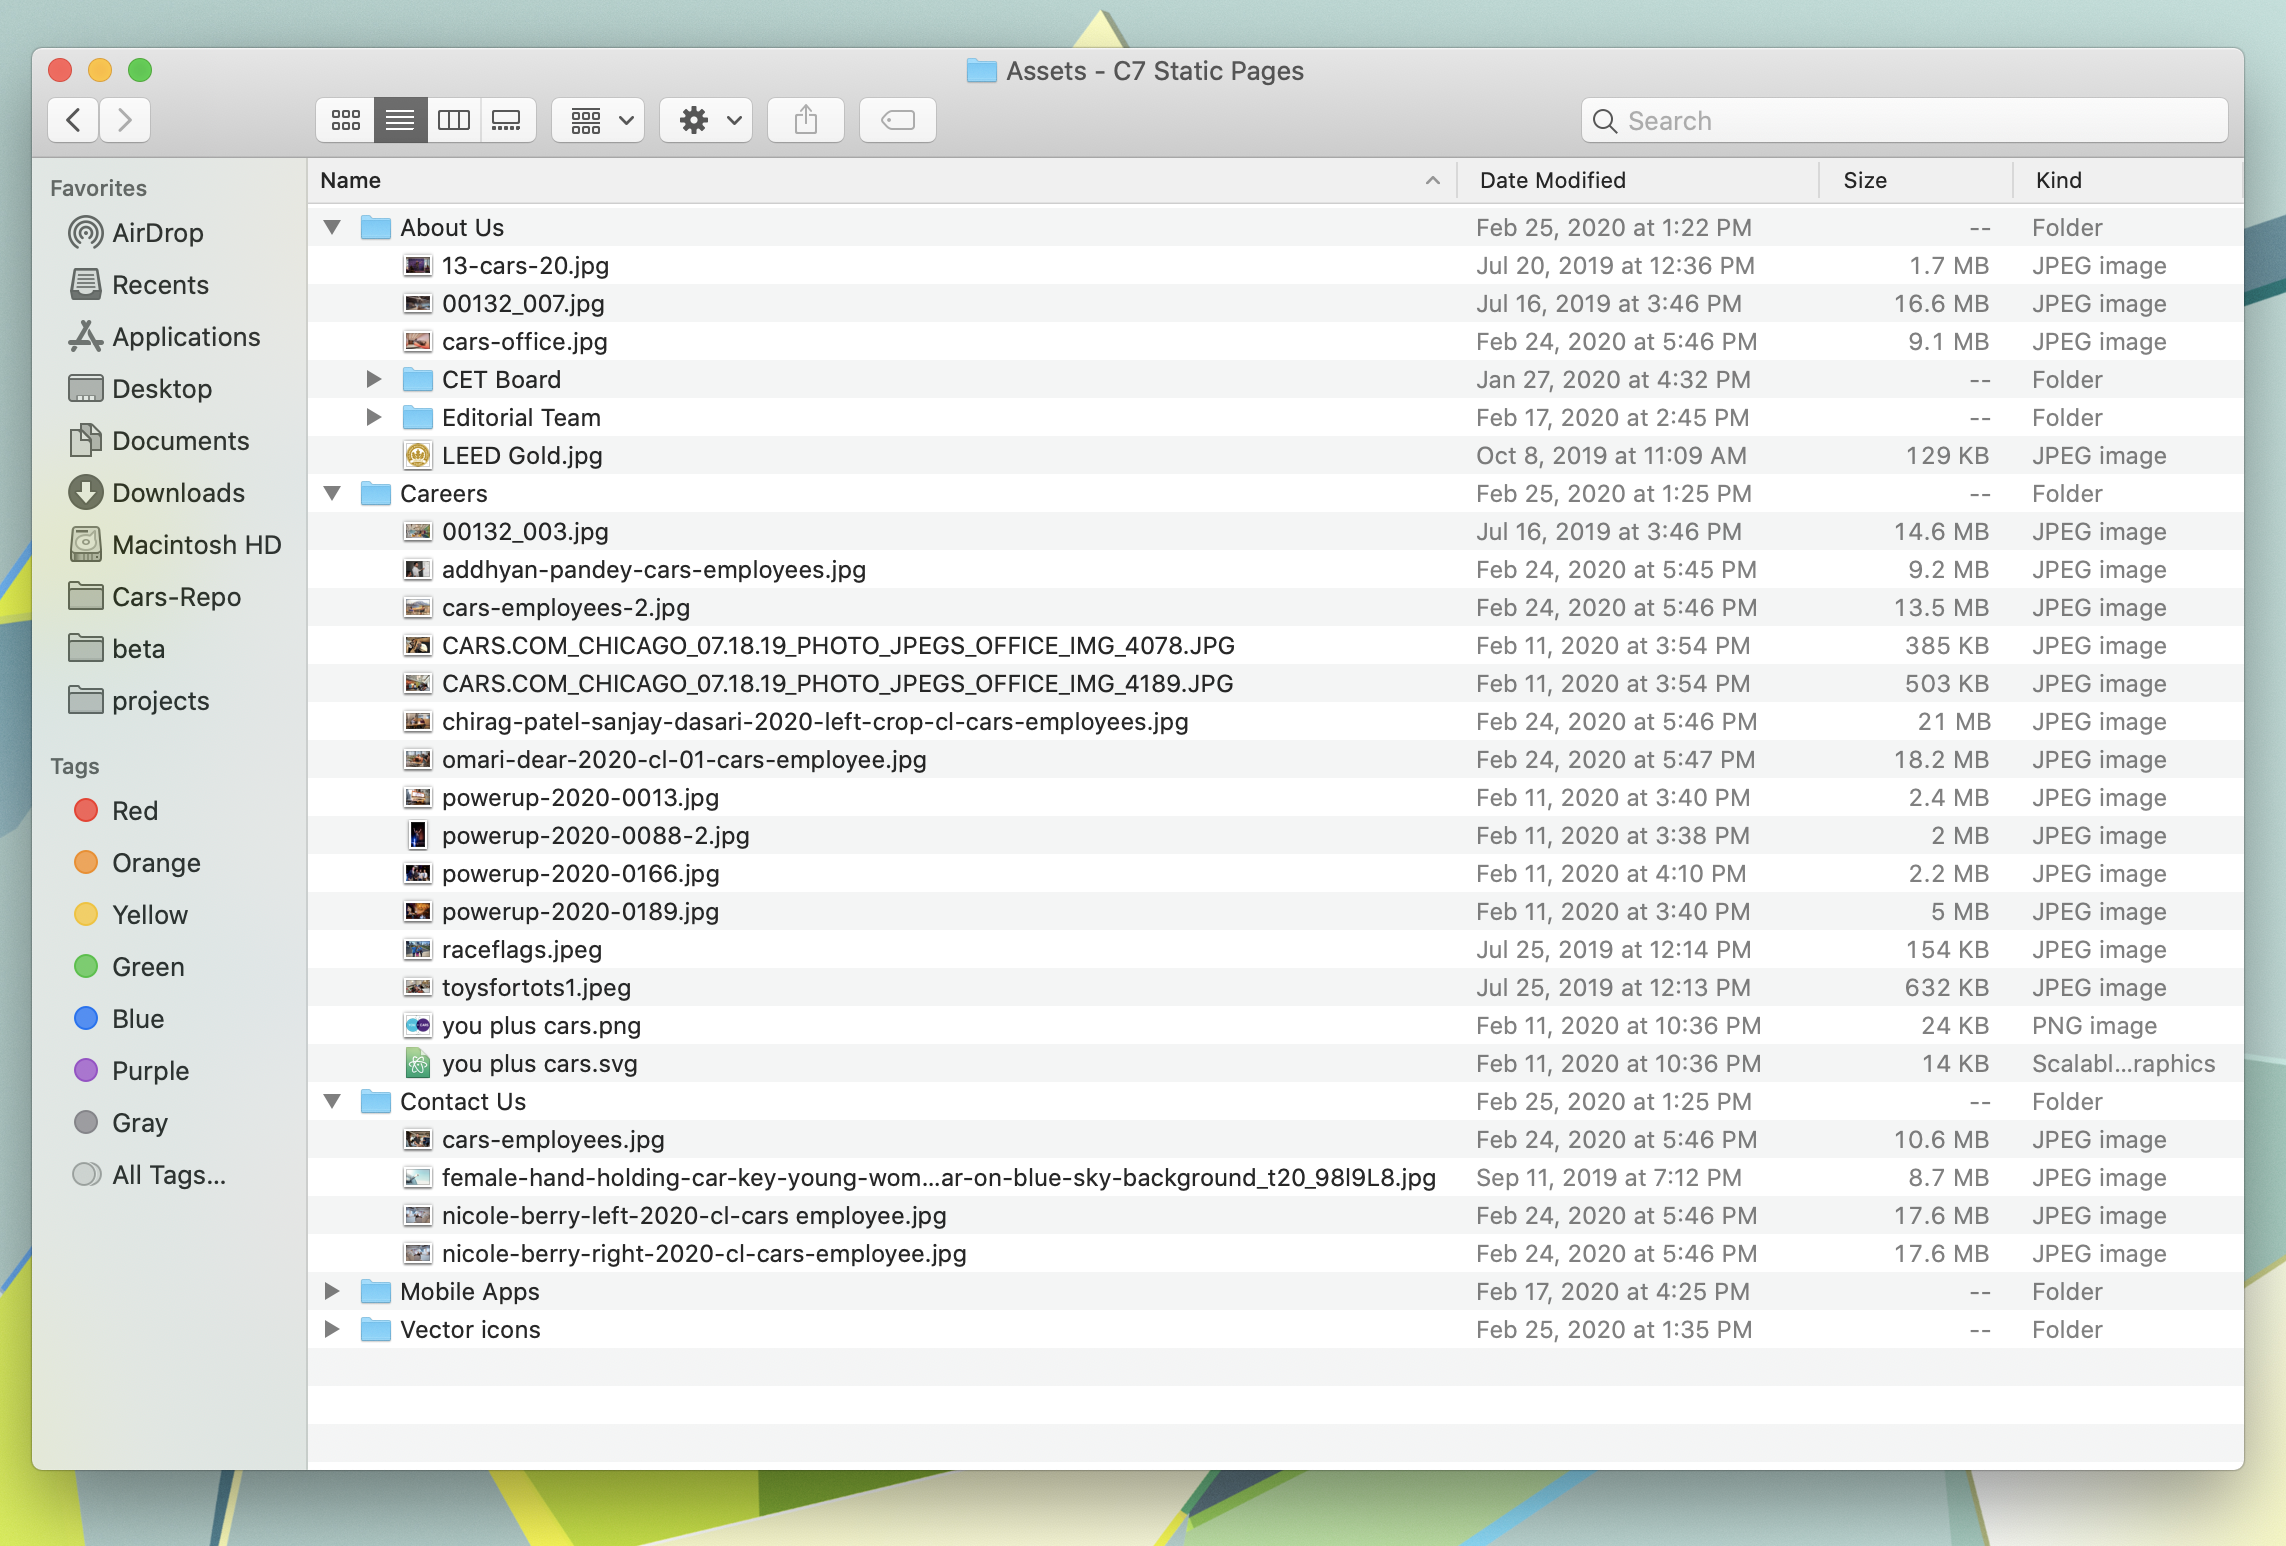 Assets - C7 Static Pages
Search
Favorites
AirDrop
Recents
Applications
Desktop
Documents
Downloads
Macintosh HD
Cars-Repo
beta
projects
Tags
Red
Orange
Yellow
Green
Blue
Purple
Gray
All Tags...
Name Date Modified Size Kind
About Us Feb 25, 2020 at 1:22 PM -- Folder
13-cars-20.jpg Jul 20, 2019 at 12:36 PM 1.7 MB JPEG image
00132_007.jpg Jul 16, 2019 at 3:46 PM 16.6 MB JPEG image
cars-office.jpg Feb 24, 2020 at 5:46 PM 9.1 MB JPEG image
CET Board Jan 27, 2020 at 4:32 PM -- Folder
Editorial Team Feb 17, 2020 at 2:45 PM -- Folder
LEED Gold.jpg Oct 8, 2019 at 11:09 AM 129 KB JPEG image
Careers Feb 25, 2020 at 1:25 PM -- Folder
00132_003.jpg Jul 16, 2019 at 3:46 PM 14.6 MB JPEG image
addhyan-pandey-cars-employees.jpg Feb 24, 2020 at 5:45 PM 9.2 MB JPEG image
cars-employees-2.jpg Feb 24, 2020 at 5:46 PM 13.5 MB JPEG image
CARS.COM_CHICAGO_07.18.19_PHOTO_JPEGS_OFFICE_IMG_4078.JPG Feb 11, 2020 at 3:54 PM 385 KB JPEG image
CARS.COM_CHICAGO_07.18.19_PHOTO_JPEGS_OFFICE_IMG_4189.JPG Feb 11, 2020 at 3:54 PM 503 KB JPEG image
chirag-patel-sanjay-dasari-2020-left-crop-cl-cars-employees.jpg Feb 24, 2020 at 5:46 PM 21 MB JPEG image
omari-dear-2020-cl-01-cars-employee.jpg Feb 24, 2020 at 5:47 PM 18.2 MB JPEG image
powerup-2020-0013.jpg Feb 11, 2020 at 3:40 PM 2.4 MB JPEG image
powerup-2020-0088-2.jpg Feb 11, 2020 at 3:38 PM 2 MB JPEG image
powerup-2020-0166.jpg Feb 11, 2020 at 4:10 PM 2.2 MB JPEG image
powerup-2020-0189.jpg Feb 11, 2020 at 3:40 PM 5 MB JPEG image
raceflags.jpeg Jul 25, 2019 at 12:14 PM 154 KB JPEG image
toysfortots1.jpeg Jul 25, 2019 at 12:13 PM 632 KB JPEG image
you plus cars.png Feb 11, 2020 at 10:36 PM 24 KB PNG image
you plus cars.svg Feb 11, 2020 at 10:36 PM 14 KB Scalabl...raphics
Contact Us Feb 25, 2020 at 1:25 PM -- Folder
cars-employees.jpg Feb 24, 2020 at 5:46 PM 10.6 MB JPEG image
female-hand-holding-car-key-young-wom...ar-on-blue-sky-background_t20_98l9L8.jpg Sep 11, 2019 at 7:12 PM 8.7 MB JPEG image
nicole-berry-left-2020-cl-cars employee.jpg Feb 24, 2020 at 5:46 PM 17.6 MB JPEG image
nicole-berry-right-2020-cl-cars-employee.jpg Feb 24, 2020 at 5:46 PM 17.6 MB JPEG image
Mobile Apps Feb 17, 2020 at 4:25 PM -- Folder
Vector icons Feb 25, 2020 at 1:35 PM -- Folder